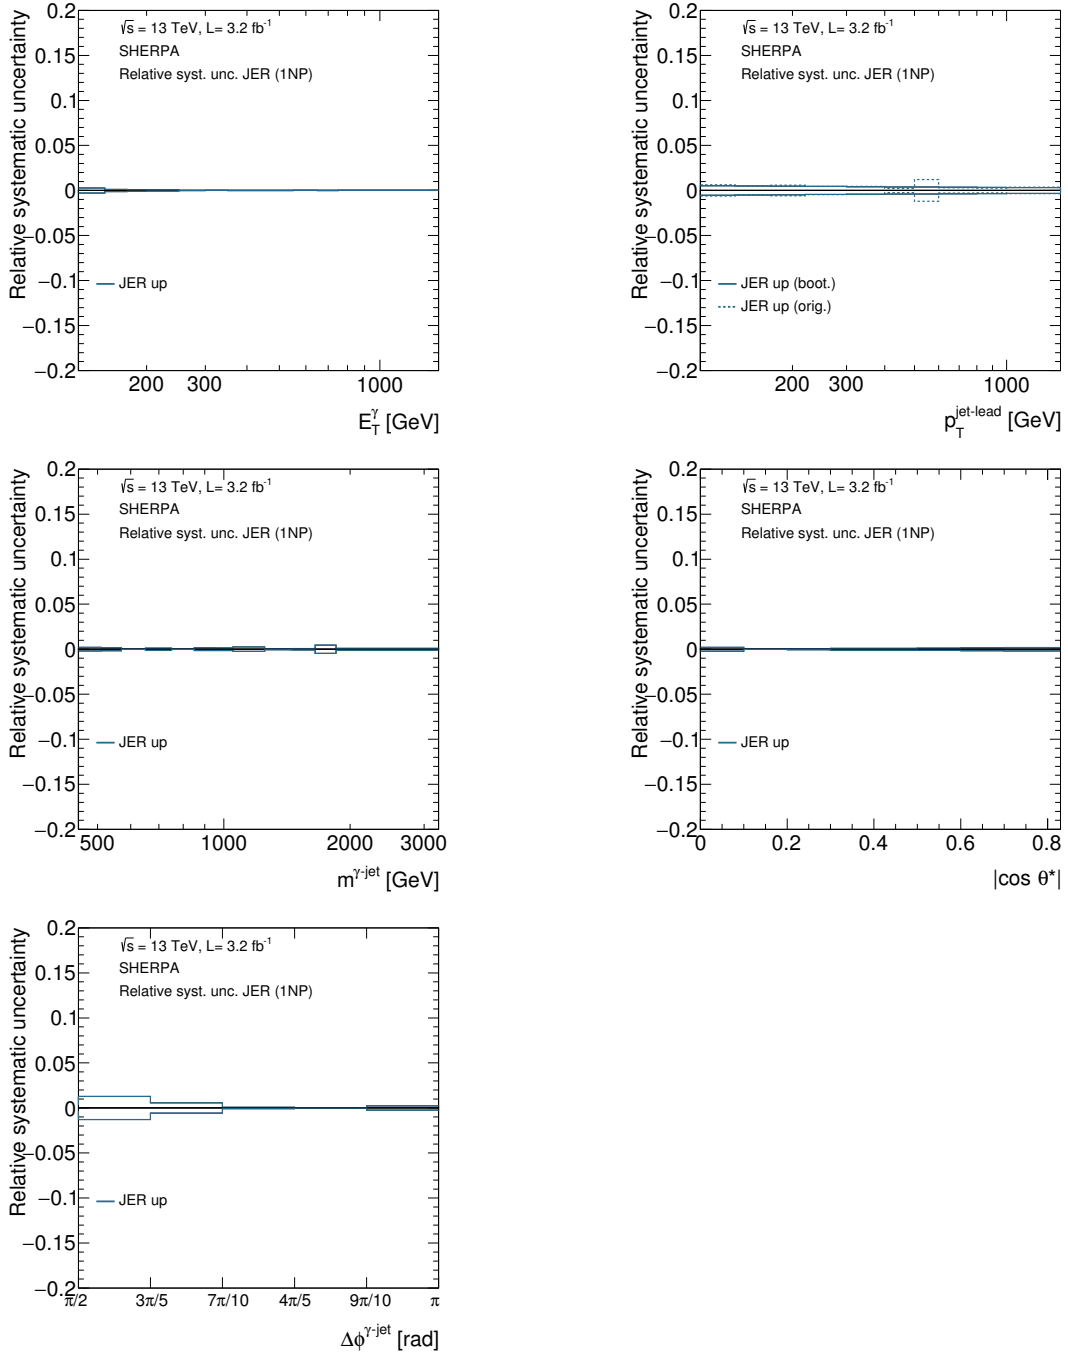 0.2
√s = 13 TeV, L= 3.2 fb⁻¹
SHERPA
Relative syst. unc. JER (1NP)
0.15
0.1
0.05
0
−0.05
−0.1
−0.15
−0.2
JER up
200 300 1000
E_T^γ [GeV]
Relative systematic uncertainty
0.2
√s = 13 TeV, L= 3.2 fb⁻¹
SHERPA
Relative syst. unc. JER (1NP)
0.15
0.1
0.05
0
−0.05
−0.1
−0.15
−0.2
JER up (boot.)
JER up (orig.)
200 300 1000
p_T^jet-lead [GeV]
Relative systematic uncertainty
0.2
√s = 13 TeV, L= 3.2 fb⁻¹
SHERPA
Relative syst. unc. JER (1NP)
0.15
0.1
0.05
0
−0.05
−0.1
−0.15
−0.2
JER up
500 1000 2000 3000
m^γ-jet [GeV]
Relative systematic uncertainty
0.2
√s = 13 TeV, L= 3.2 fb⁻¹
SHERPA
Relative syst. unc. JER (1NP)
0.15
0.1
0.05
0
−0.05
−0.1
−0.15
−0.2
JER up
0 0.2 0.4 0.6 0.8
|cos θ*|
Relative systematic uncertainty
0.2
√s = 13 TeV, L= 3.2 fb⁻¹
SHERPA
Relative syst. unc. JER (1NP)
0.15
0.1
0.05
0
−0.05
−0.1
−0.15
−0.2
JER up
π/2 3π/5 7π/10 4π/5 9π/10 π
Δϕ^γ-jet [rad]
Relative systematic uncertainty